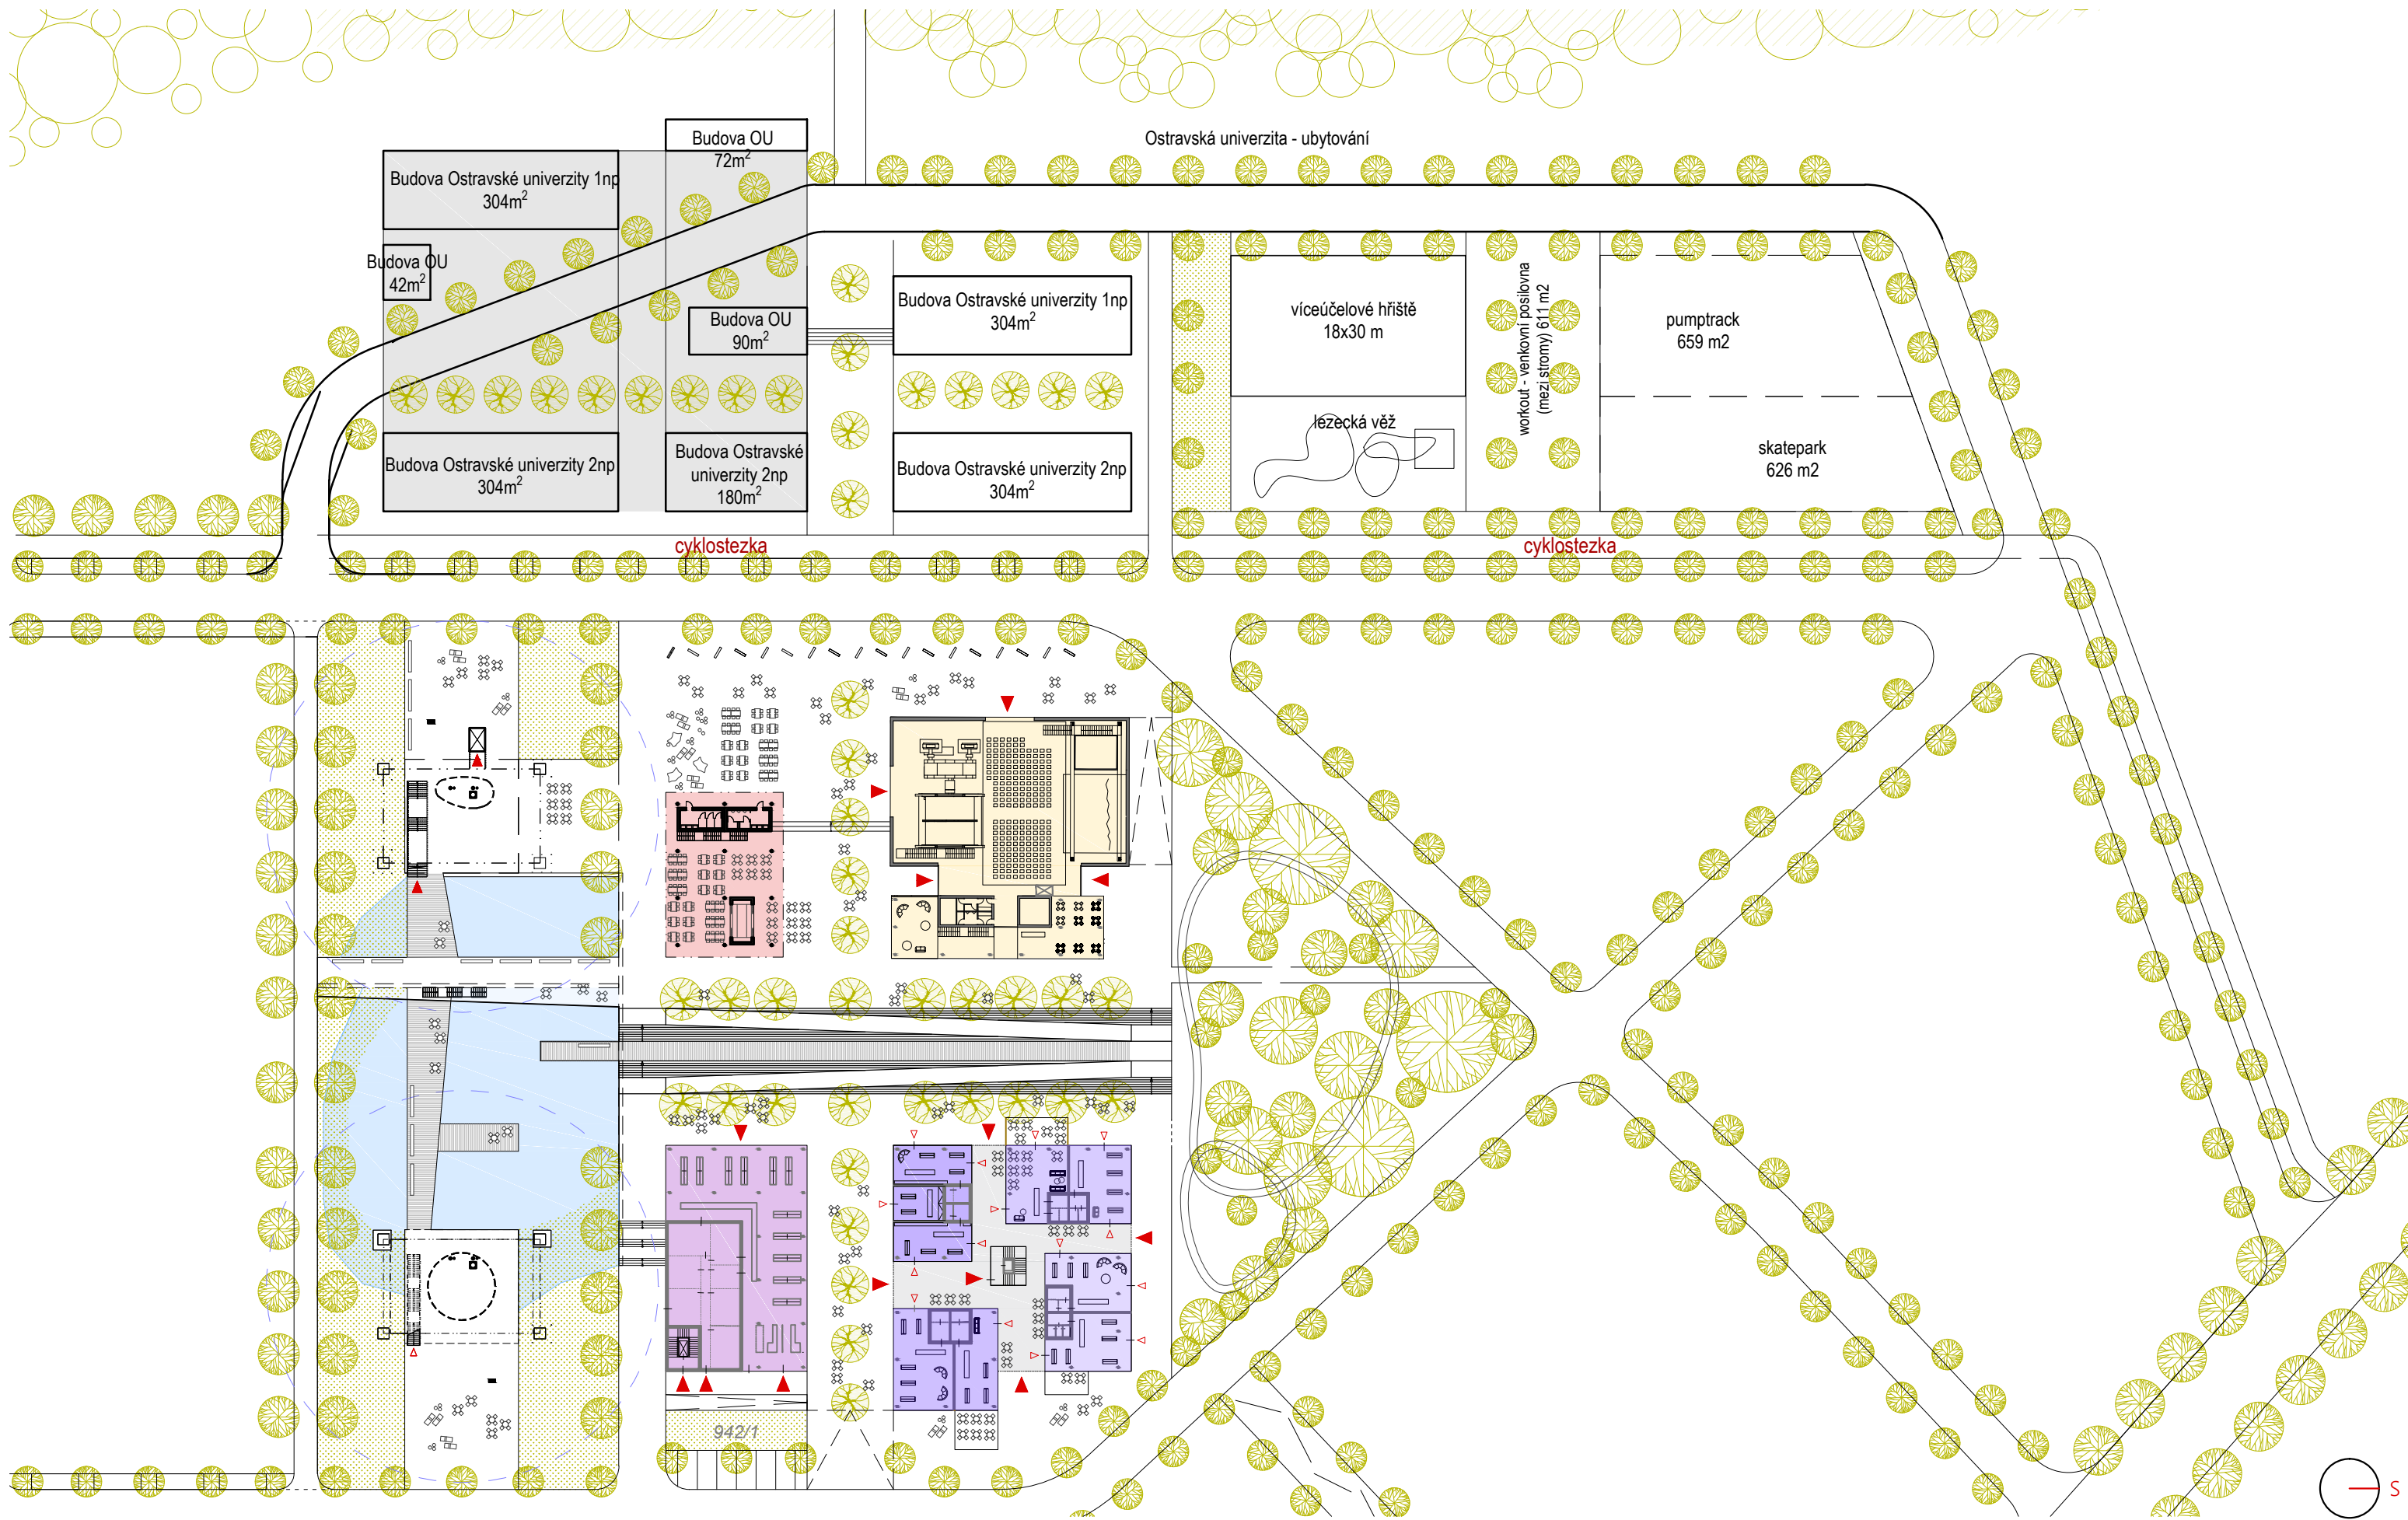 Ostravská univerzita - ubytování
Budova OU
72m²
Budova Ostravské univerzity 1np
304m²
Budova OU
42m²
Budova OU
90m²
Budova Ostravské univerzity 1np
304m²
víceúčelové hřiště
18x30 m
workout - venkovní posilovna
(mezi stromy) 611 m2
pumptrack
659 m2
lezecká věž
skatepark
626 m2
Budova Ostravské univerzity 2np
304m²
Budova Ostravské
univerzity 2np
180m²
Budova Ostravské univerzity 2np
304m²
cyklostezka
cyklostezka
942/1
S